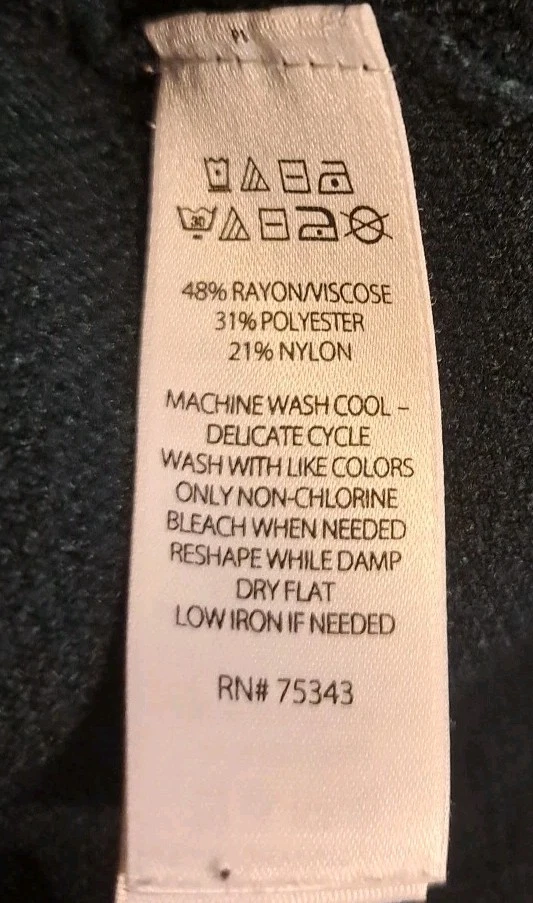 30
48% RAYON/VISCOSE
31% POLYESTER
21% NYLON
MACHINE WASH COOL –
DELICATE CYCLE
WASH WITH LIKE COLORS
ONLY NON-CHLORINE
BLEACH WHEN NEEDED
RESHAPE WHILE DAMP
DRY FLAT
LOW IRON IF NEEDED
RN# 75343